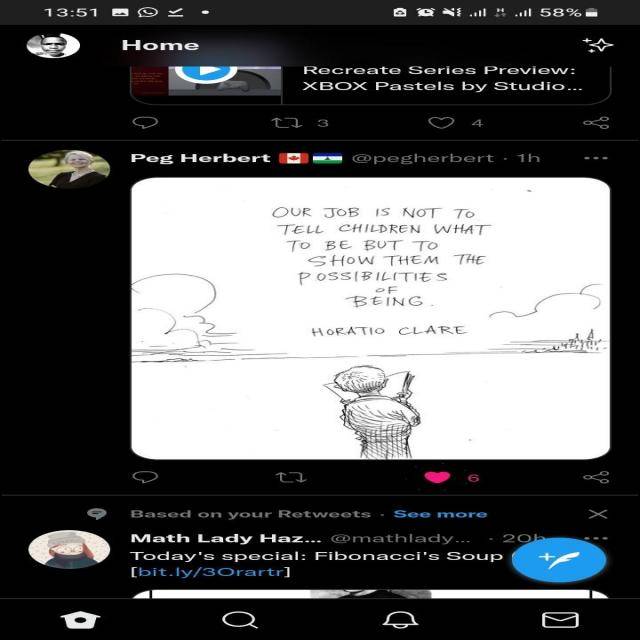 13:51
58%
Home
Recreate Series Preview:
XBOX Pastels by Studio...
3
4
Peg Herbert @pegherbert · 1h
OUR JOB IS NOT TO
TELL CHILDREN WHAT
TO BE BUT TO
SHOW THEM THE
POSSIBILITIES
OF
BEING.
HORATIO CLARE
6
Based on your Retweets · See more
Math Lady Haz... @mathlady... · 20h
Today's special: Fibonacci's Soup
[bit.ly/3Orartr]